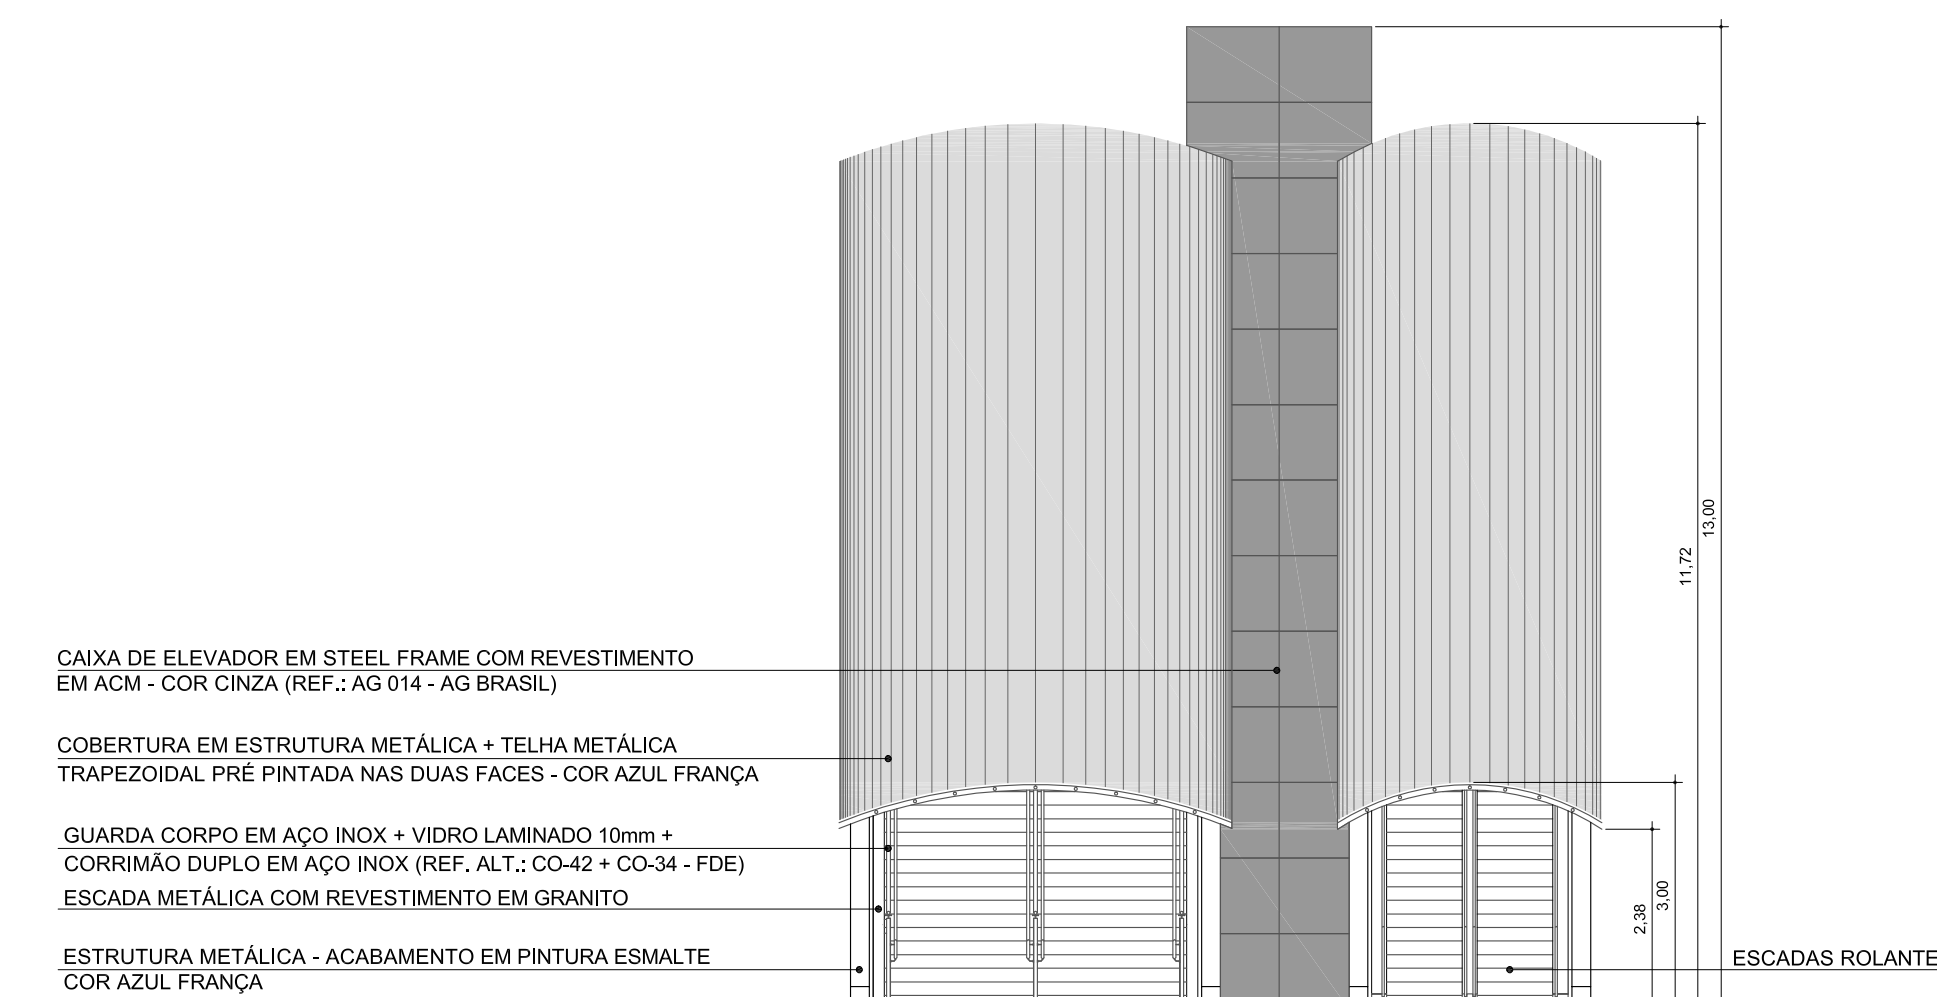 13,00
11,72
CAIXA DE ELEVADOR EM STEEL FRAME COM REVESTIMENTO
EM ACM - COR CINZA (REF.: AG 014 - AG BRASIL)
COBERTURA EM ESTRUTURA METÁLICA + TELHA METÁLICA
TRAPEZOIDAL PRÉ PINTADA NAS DUAS FACES - COR AZUL FRANÇA
GUARDA CORPO EM AÇO INOX + VIDRO LAMINADO 10mm +
CORRIMÃO DUPLO EM AÇO INOX (REF. ALT.: CO-42 + CO-34 - FDE)
ESCADA METÁLICA COM REVESTIMENTO EM GRANITO
3,00
2,38
ESTRUTURA METÁLICA - ACABAMENTO EM PINTURA ESMALTE
COR AZUL FRANÇA
ESCADAS ROLANTE